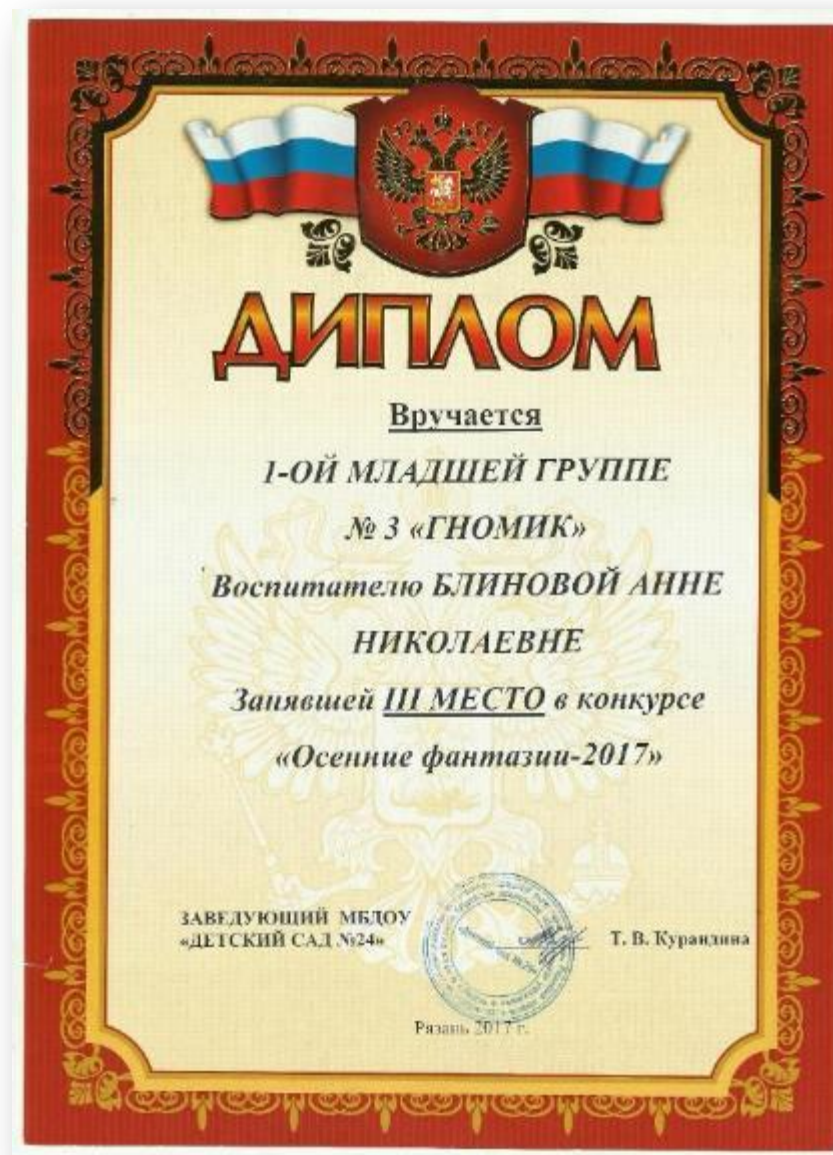 ДИПЛОМ
Вручается
1-ОЙ МЛАДШЕЙ ГРУППЕ
№ 3 «ГНОМИК»
Воспитателю БЛИНОВОЙ АННЕ
НИКОЛАЕВНЕ
Занявшей III МЕСТО в конкурсе
«Осенние фантазии-2017»
ЗАВЕДУЮЩИЙ МБДОУ
«ДЕТСКИЙ САД №24»
Т. В. Курандина
Рязань 2017 г.